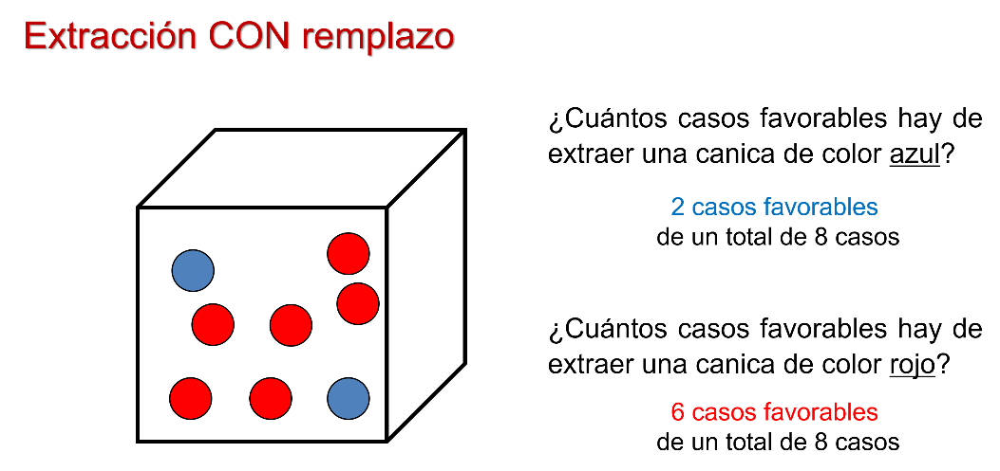 Extracción CON remplazo
¿Cuántos casos favorables hay de
extraer una canica de color azul?
2 casos favorables
de un total de 8 casos
¿Cuántos casos favorables hay de
extraer una canica de color rojo?
6 casos favorables
de un total de 8 casos